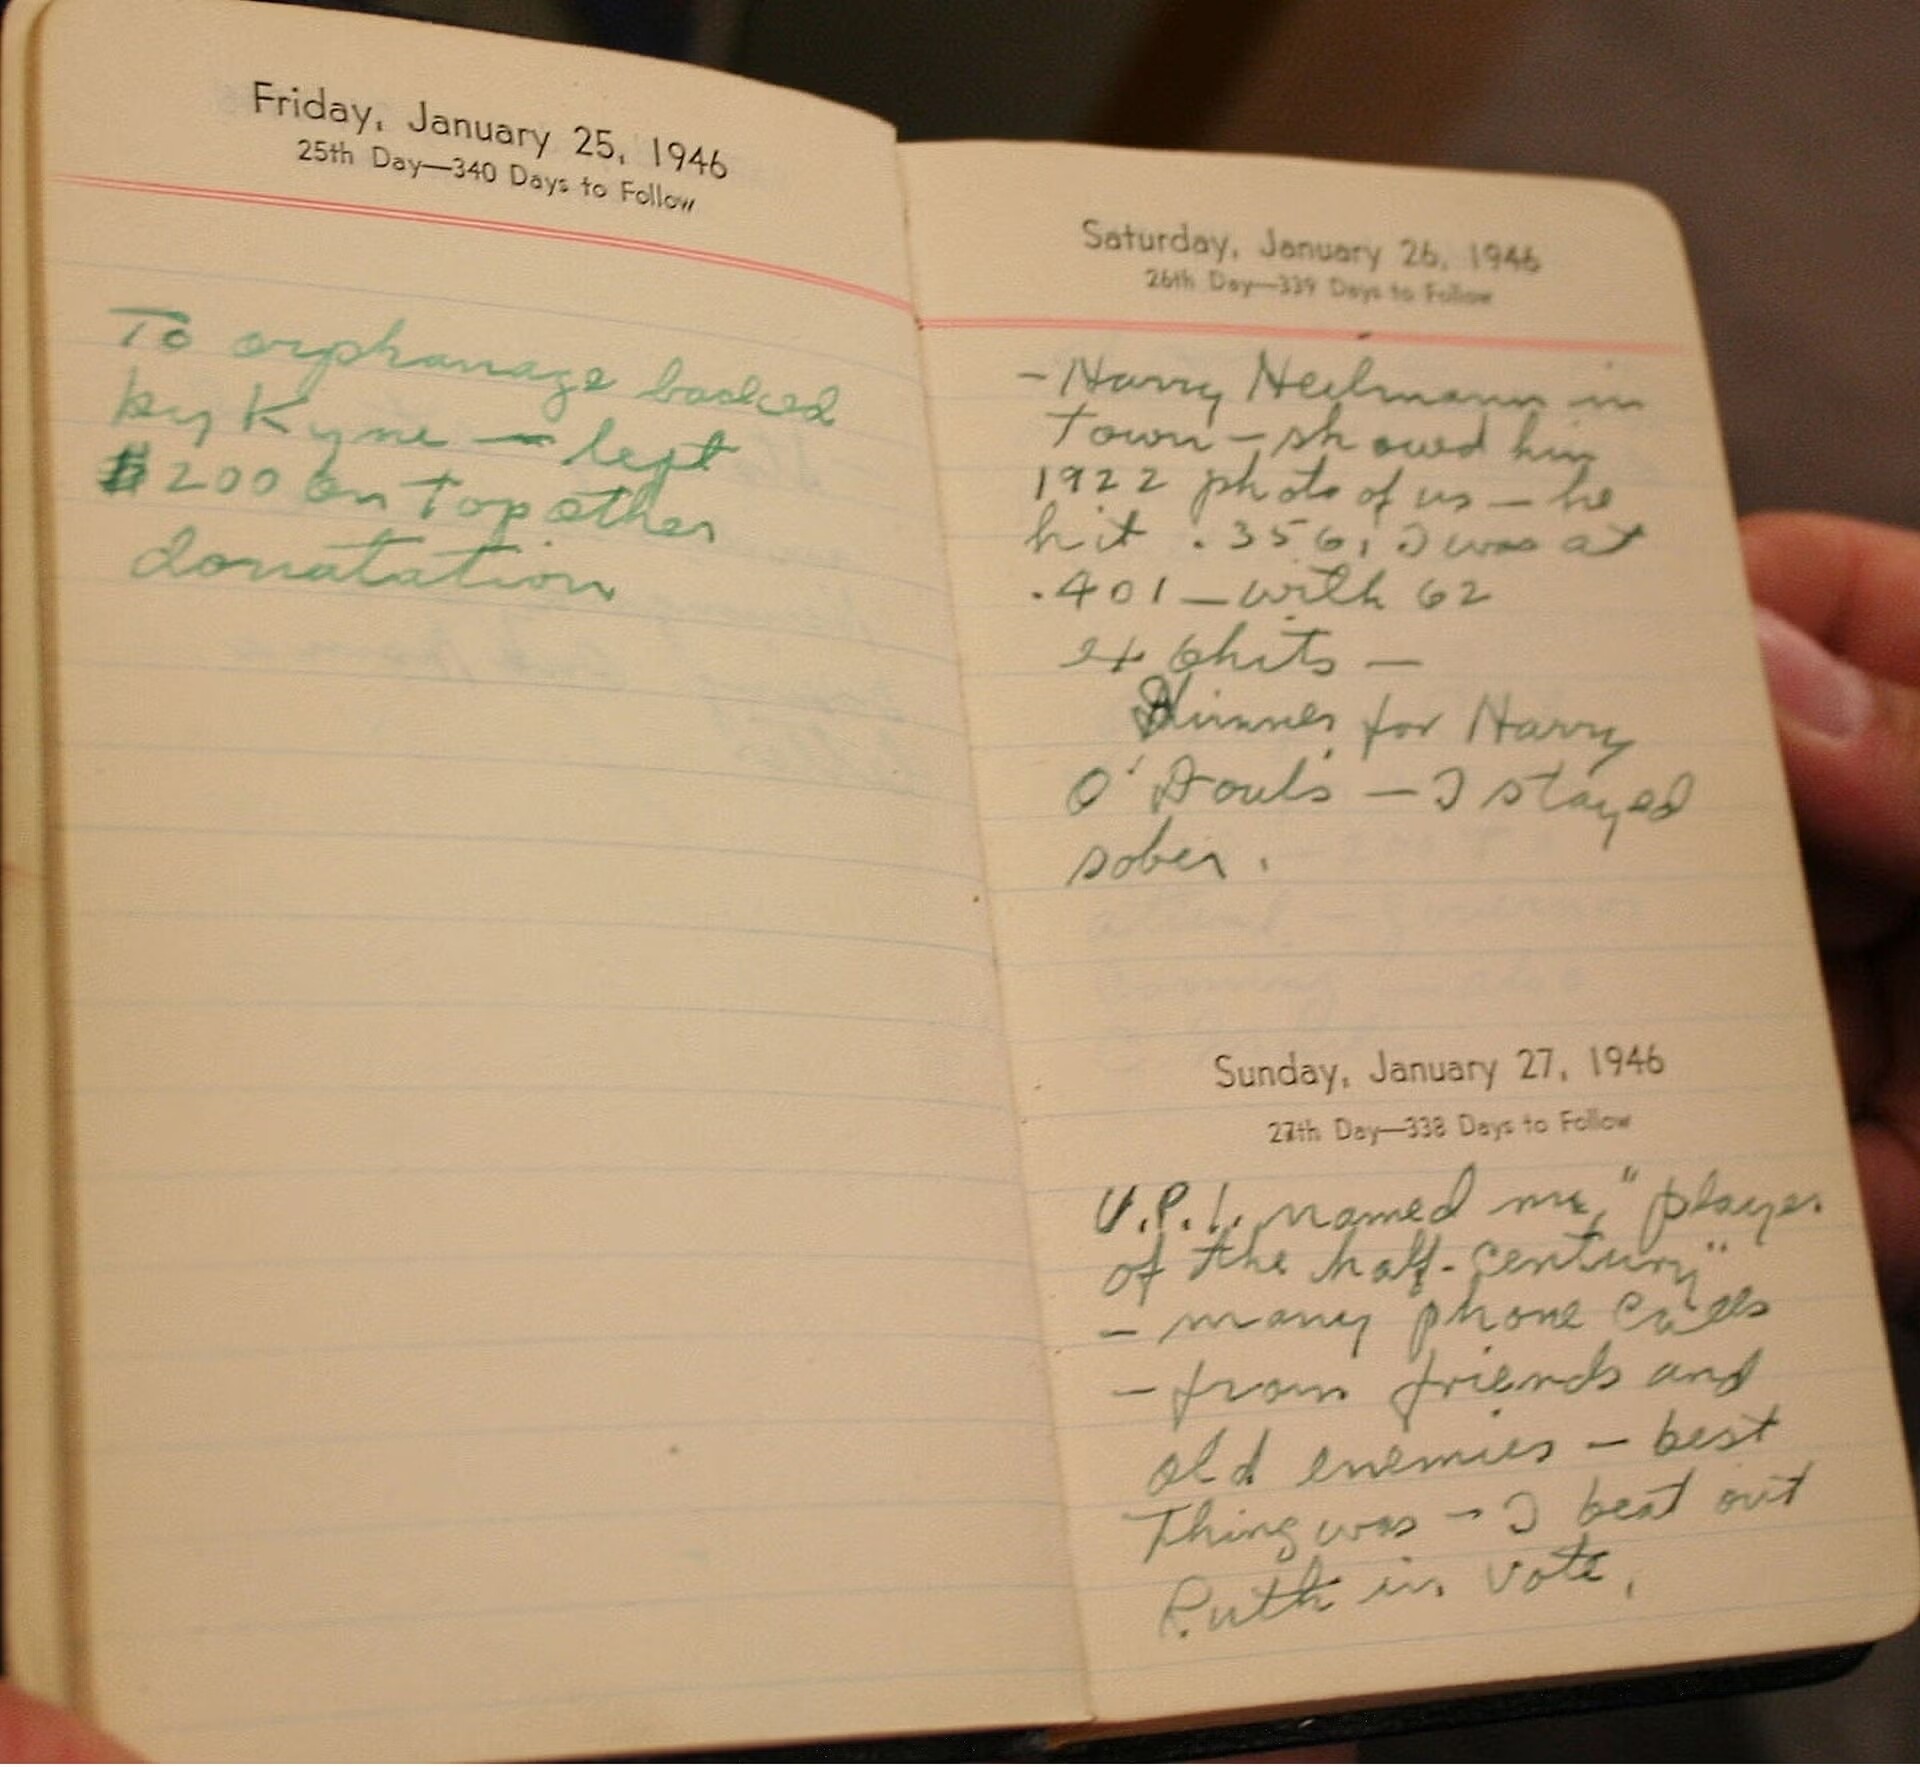 Friday, January 25, 1946
25th Day—340 Days to Follow
To orphanage backed
by Kyne — left
$200 on top other
donatation
Saturday, January 26, 1946
26th Day—339 Days to Follow
- Harry Heilmann in
town - showed him
1922 photo of us - he
hit .356, I was at
.401 - with 62
ex bhits -
Dinner for Harry
O'Doul's - I stayed
sober.
Sunday, January 27, 1946
27th Day—338 Days to Follow
U.P.I. named me, "player
of the half-century"
- many phone calls
- from friends and
old enemies - best
Thing was - I beat out
Ruth in vote.